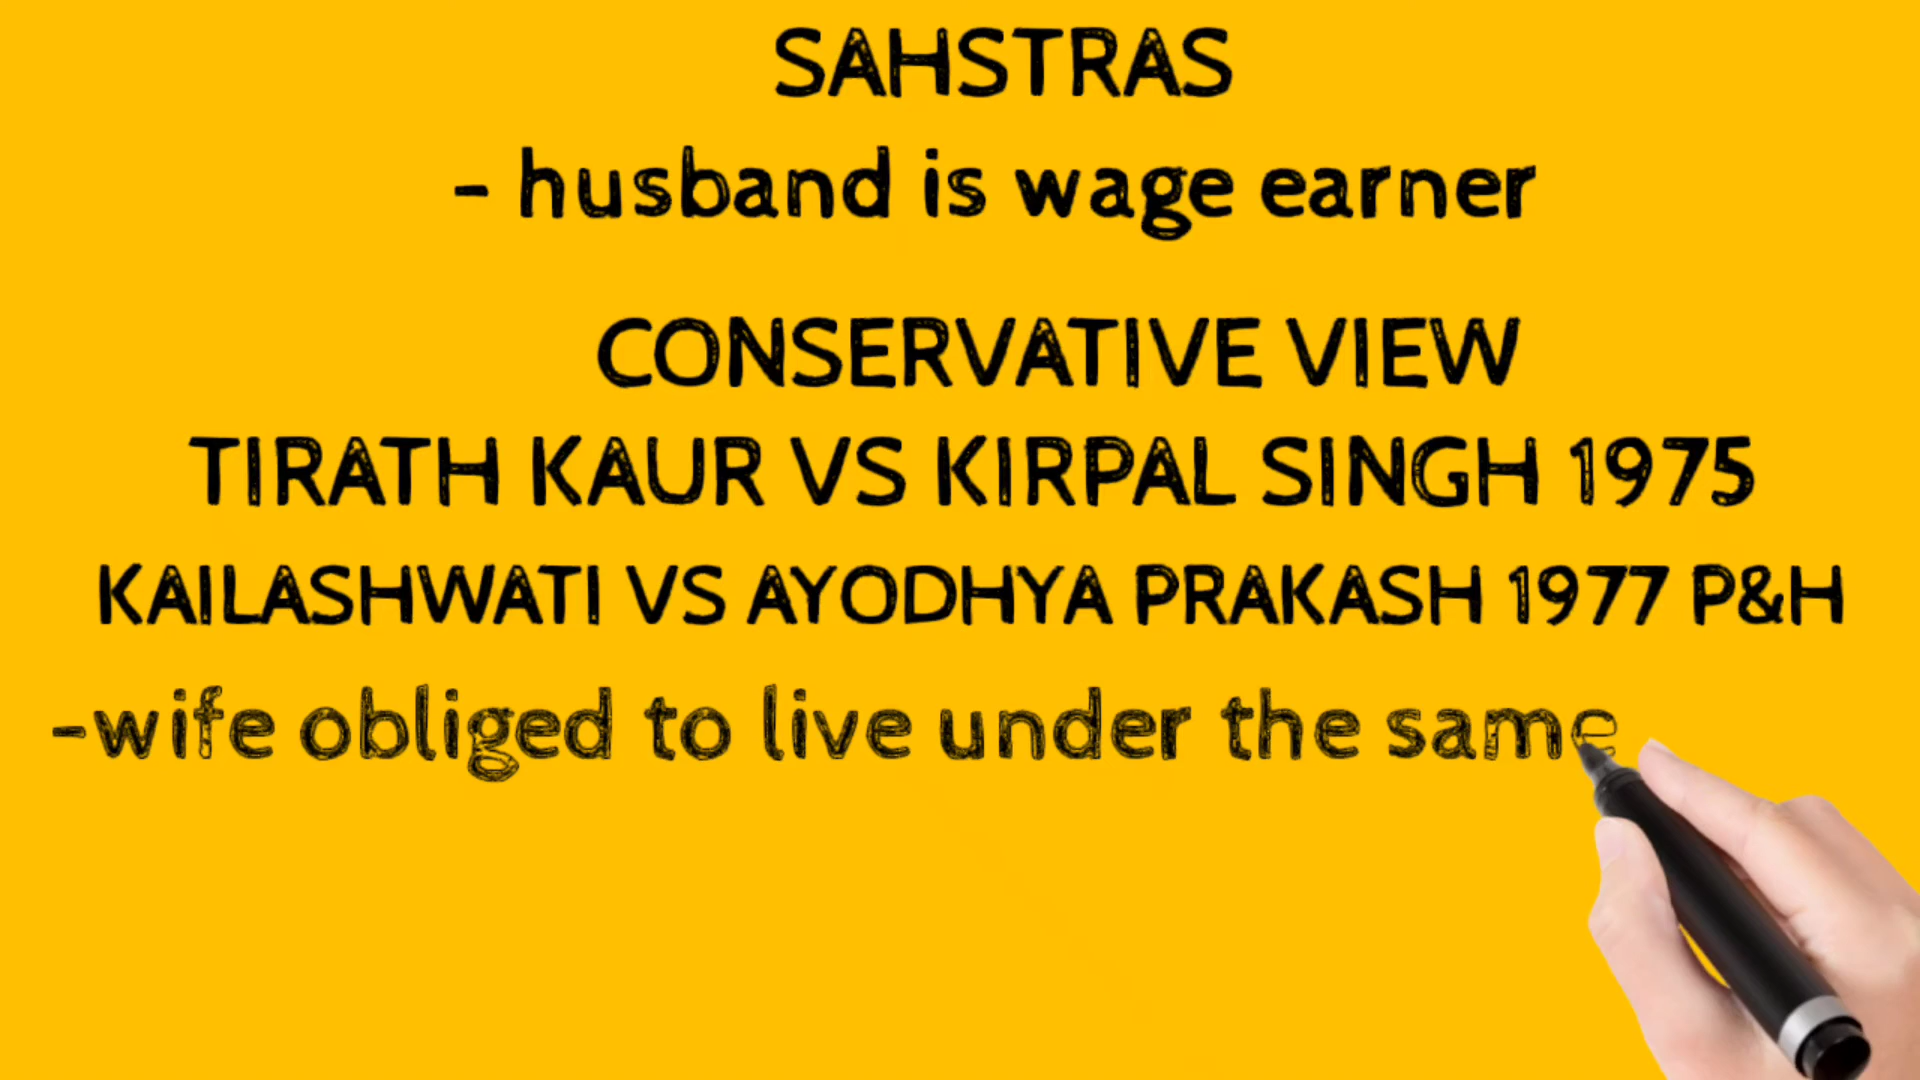 SAHSTRAS
- husband is wage earner
CONSERVATIVE VIEW
TIRATH KAUR VS KIRPAL SINGH 1975
KAILASHWATI VS AYODHYA PRAKASH 1977 P&H
-wife obliged to live under the same